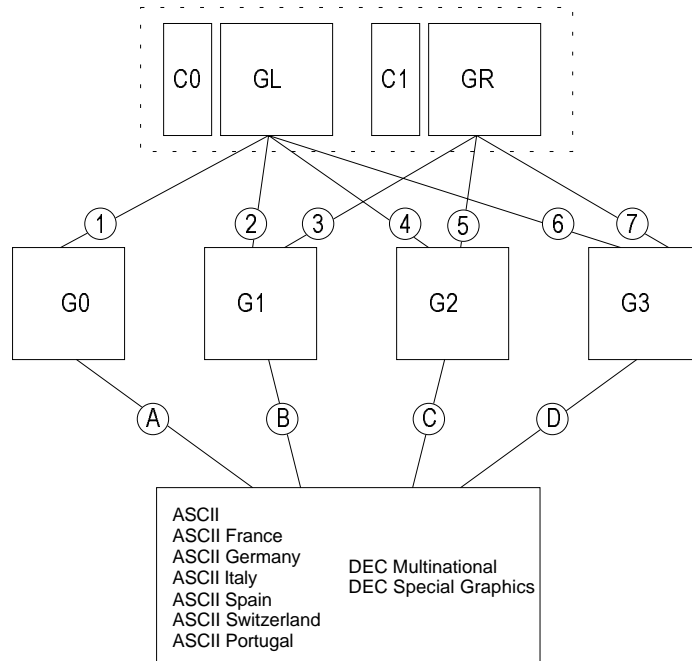 C0 GL C1 GR
1 2 3 4 5 6 7
G0 G1 G2 G3
A B C D
ASCII
ASCII France
ASCII Germany
ASCII Italy
ASCII Spain
ASCII Switzerland
ASCII Portugal
DEC Multinational
DEC Special Graphics